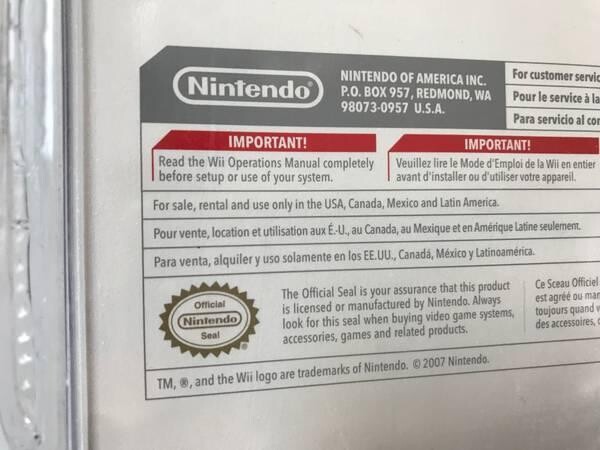 Nintendo®
NINTENDO OF AMERICA INC.
P.O. BOX 957, REDMOND, WA
98073-0957 U.S.A.
For customer
Pour le service à la
Para servicio al
IMPORTANT!
Read the Wii Operations Manual completely
before setup or use of your system.
IMPORTANT!
Veuillez lire le Mode d'Emploi de la Wii en entier
avant d'installer ou d'utiliser votre appareil.
For sale, rental and use only in the USA, Canada, Mexico and Latin America.
Pour vente, location et utilisation aux É.-U., au Canada, au Mexique et en Amérique Latine seulement.
Para venta, alquiler y uso solamente en los EE.UU., Canadá, México y Latinoamérica.
Official
Nintendo
Seal
The Official Seal is your assurance that this product
is licensed or manufactured by Nintendo. Always
look for this seal when buying video game systems,
accessories, games and related products.
Ce Sceau Officiel
est agréé ou
toujours quand
des accessoires,
TM, ®, and the Wii logo are trademarks of Nintendo. © 2007 Nintendo.